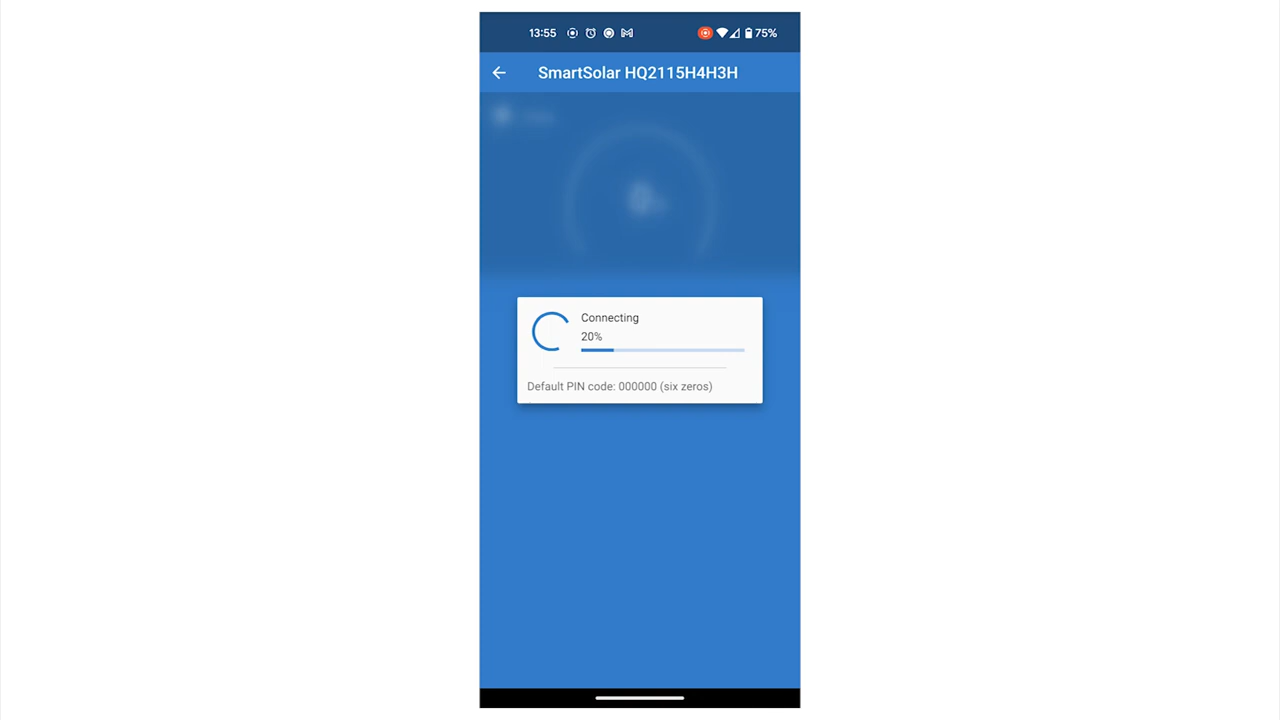 13:55 75%
SmartSolar HQ2115H4H3H
Connecting
20%
Default PIN code: 000000 (six zeros)